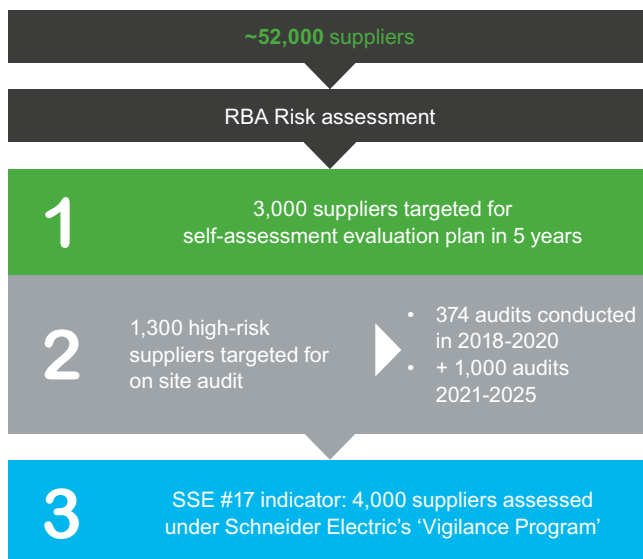 ~52,000 suppliers
RBA Risk assessment
1
3,000 suppliers targeted for
self-assessment evaluation plan in 5 years
2
1,300 high-risk
suppliers targeted for
on site audit
• 374 audits conducted
in 2018-2020
• + 1,000 audits
2021-2025
3
SSE #17 indicator: 4,000 suppliers assessed
under Schneider Electric's ‘Vigilance Program’